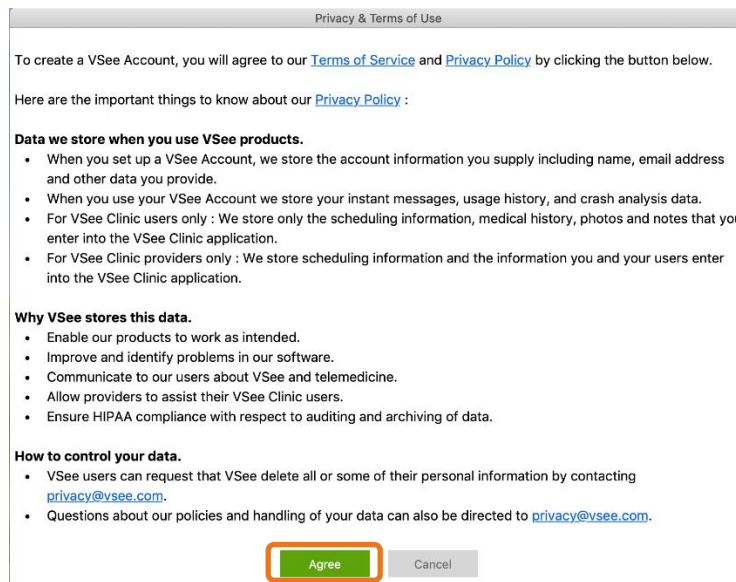 Privacy & Terms of Use
To create a VSee Account, you will agree to our Terms of Service and Privacy Policy by clicking the button below.
Here are the important things to know about our Privacy Policy :
Data we store when you use VSee products.
• When you set up a VSee Account, we store the account information you supply including name, email address
and other data you provide.
• When you use your VSee Account we store your instant messages, usage history, and crash analysis data.
• For VSee Clinic users only : We store only the scheduling information, medical history, photos and notes that you
enter into the VSee Clinic application.
• For VSee Clinic providers only : We store scheduling information and the information you and your users enter
into the VSee Clinic application.
Why VSee stores this data.
• Enable our products to work as intended.
• Improve and identify problems in our software.
• Communicate to our users about VSee and telemedicine.
• Allow providers to assist their VSee Clinic users.
• Ensure HIPAA compliance with respect to auditing and archiving of data.
How to control your data.
• VSee users can request that VSee delete all or some of their personal information by contacting
privacy@vsee.com.
• Questions about our policies and handling of your data can also be directed to privacy@vsee.com.
Agree Cancel